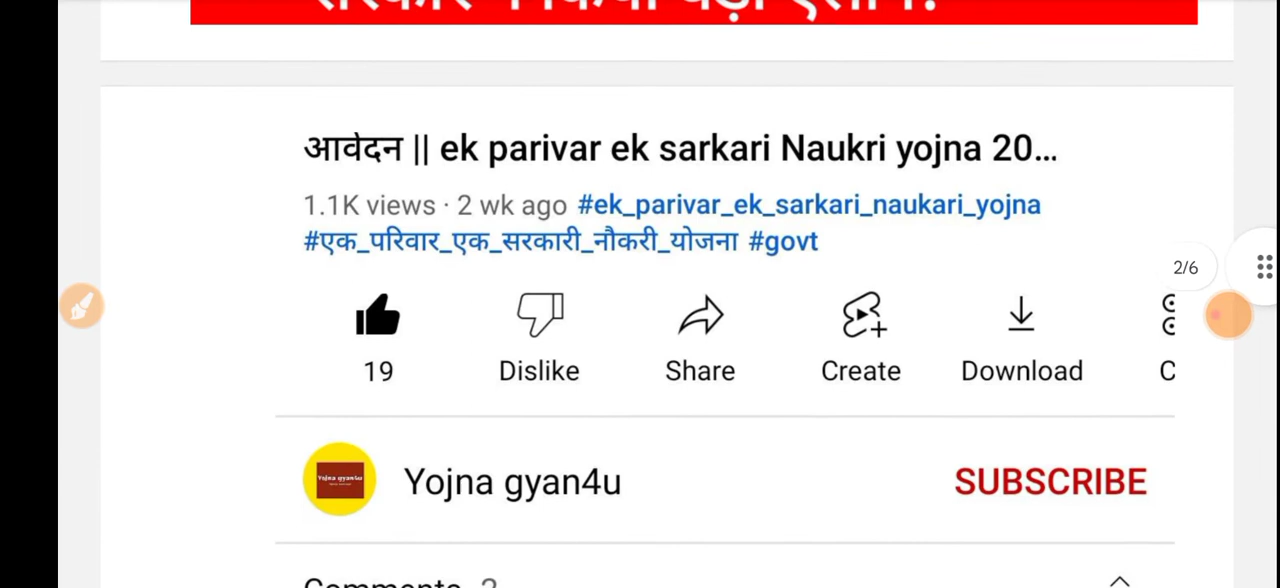 आवेदन || ek parivar ek sarkari Naukri yojna 20...
1.1K views · 2 wk ago #ek_parivar_ek_sarkari_naukari_yojna
#एक_परिवार_एक_सरकारी_नौकरी_योजना #govt
2/6
19 Dislike Share Create Download C
Yojna gyan4u SUBSCRIBE